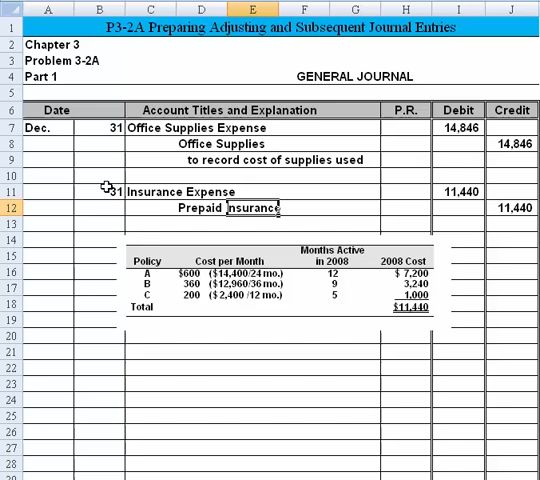 A B C D E F G H I J
1 P3-2A Preparing Adjusting and Subsequent Journal Entries
2 Chapter 3
3 Problem 3-2A
4 Part 1 GENERAL JOURNAL
5
6 Date Account Titles and Explanation P.R. Debit Credit
7 Dec. 31 Office Supplies Expense 14,846
8 Office Supplies 14,846
9 to record cost of supplies used
10
11 31 Insurance Expense 11,440
12 Prepaid Insurance 11,440
13
14
15 Months Active
Policy Cost per Month in 2008 2008 Cost
16 A $600 ($14,400/24 mo.) 12 $ 7,200
17 B 360 ($12,960/36 mo.) 9 3,240
18 C 200 ($2,400 /12 mo.) 5 1,000
Total $11,440
19
20
21
22
23
24
25
26
27
28
29